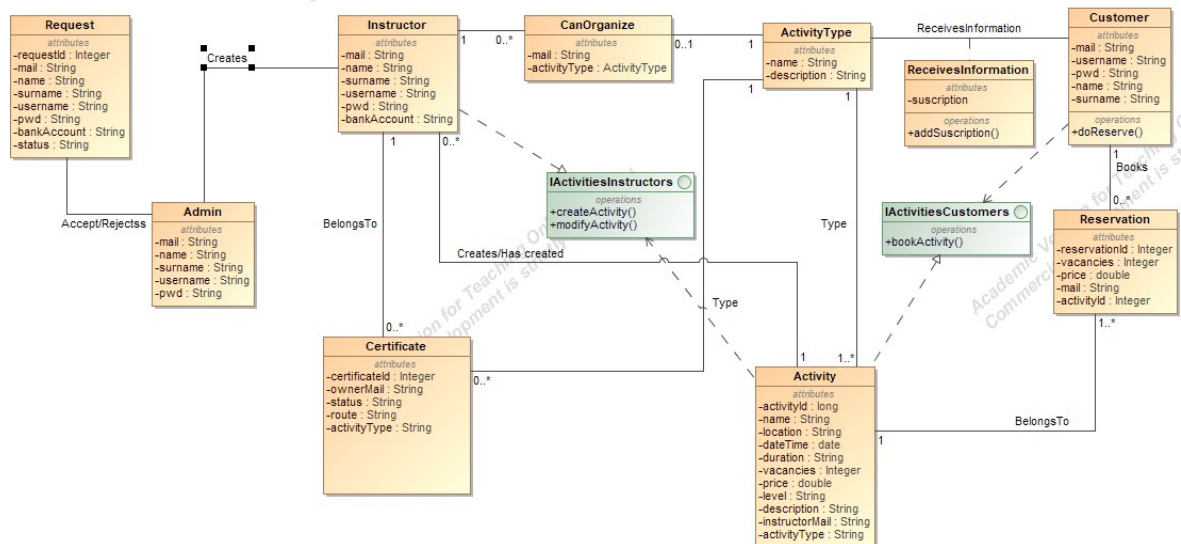 Request
attributes
-requestId : Integer
-mail : String
-name : String
-surname : String
-username : String
-pwd : String
-bankAccount : String
-status : String
Creates
Instructor
attributes
-mail : String
-name : String
-surname : String
-username : String
-pwd : String
-bankAccount : String
1
0..*
CanOrganize
attributes
-mail : String
-activityType : ActivityType
0..1
1
ActivityType
attributes
-name : String
-description : String
ReceivesInformation
ReceivesInformation
attributes
-suscription
operations
+addSuscription()
Customer
attributes
-mail : String
-username : String
-pwd : String
-name : String
-surname : String
operations
+doReserve()
1
0..*
1
1
1
Books
0..*
Accept/Rejectss
Admin
attributes
-mail : String
-name : String
-surname : String
-username : String
-pwd : String
BelongsTo
IActivitiesInstructors
operations
+createActivity()
+modifyActivity()
Creates/Has created
Type
Type
IActivitiesCustomers
operations
+bookActivity()
Reservation
attributes
-reservationId : Integer
-vacancies : Integer
-price : double
-mail : String
-activityId : Integer
1..*
0..*
Certificate
attributes
-certificateId : Integer
-ownerMail : String
-status : String
-route : String
-activityType : String
0..*
1
1..*
Activity
attributes
-activityId : long
-name : String
-location : String
-dateTime : date
-duration : String
-vacancies : Integer
-price : double
-level : String
-description : String
-instructorMail : String
-activityType : String
BelongsTo
1